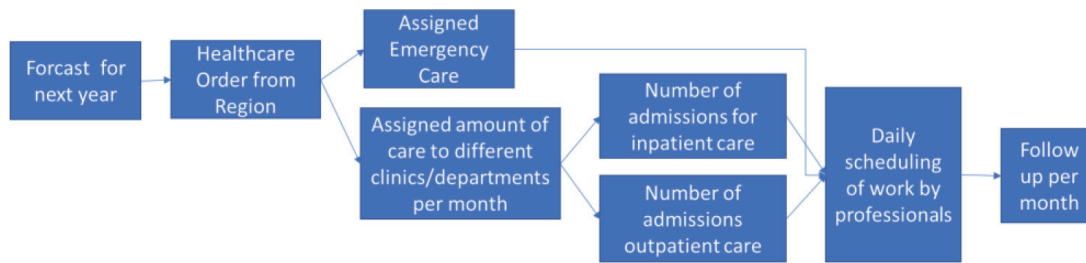 Forcast for
next year
Healthcare
Order from
Region
Assigned
Emergency
Care
Assigned amount of
care to different
clinics/departments
per month
Number of
admissions for
inpatient care
Number of
admissions
outpatient care
Daily
scheduling
of work by
professionals
Follow
up per
month